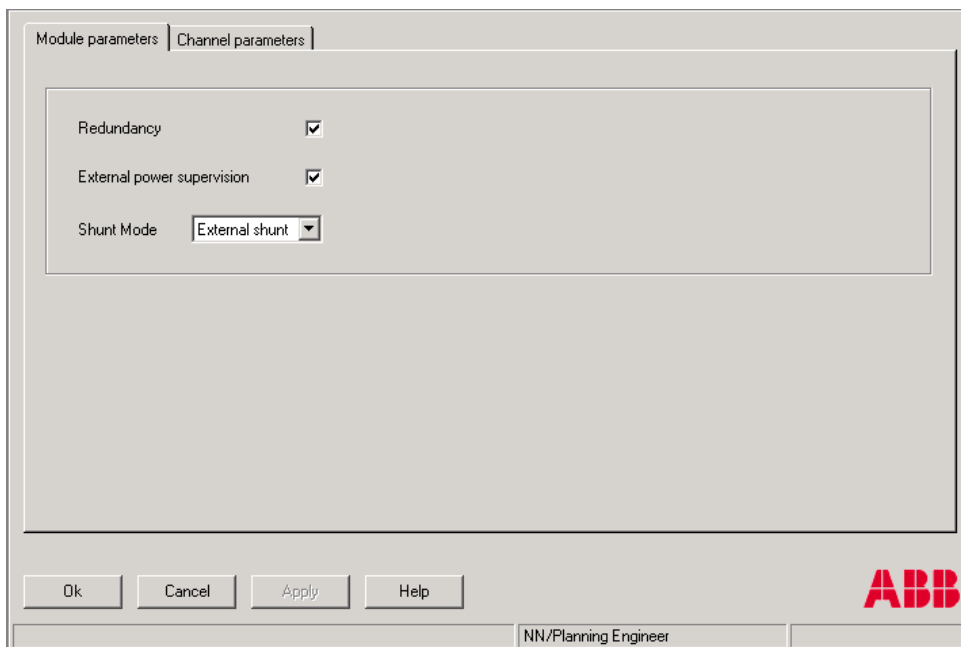 Module parameters Channel parameters
Redundancy
External power supervision
Shunt Mode External shunt
Ok Cancel Apply Help
ABB
NN/Planning Engineer